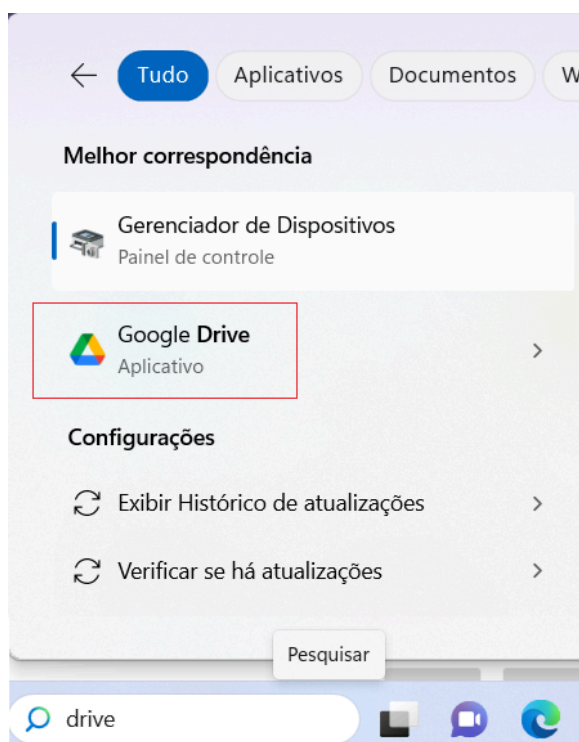 Tudo Aplicativos Documentos W
Melhor correspondência
Gerenciador de Dispositivos
Painel de controle
Google Drive
Aplicativo
Configurações
Exibir Histórico de atualizações
Verificar se há atualizações
Pesquisar
drive